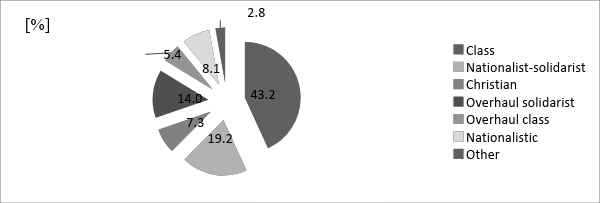 2.8
[%]
5.4
8.1
43.2
14.0
7.3
19.2
Class
Nationalist-solidarist
Christian
Overhaul solidarist
Overhaul class
Nationalistic
Other